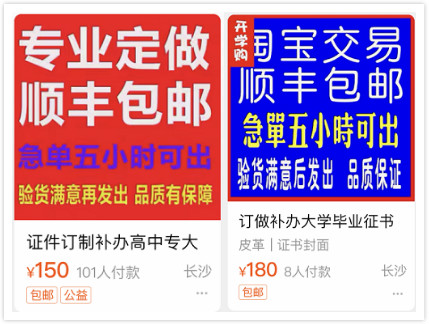 专业定做
顺丰包邮
急单五小时可出
验货满意再发出 品质有保障
证件订制补办高中专大
¥150 101人付款 长沙
包邮 公益
...
开学购
淘宝交易
顺丰包邮
急單五小時可出
验货满意后发出 品质保证
订做补办大学毕业征书
皮革 | 证书封面
¥180 8人付款 长沙
包邮
...